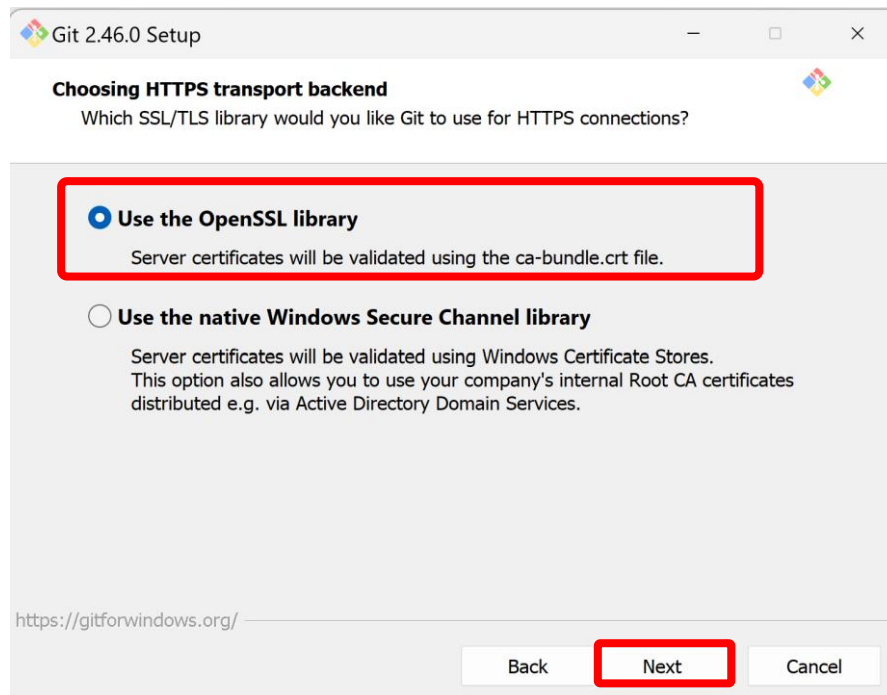 Git 2.46.0 Setup
Choosing HTTPS transport backend
Which SSL/TLS library would you like Git to use for HTTPS connections?
Use the OpenSSL library
Server certificates will be validated using the ca-bundle.crt file.
Use the native Windows Secure Channel library
Server certificates will be validated using Windows Certificate Stores.
This option also allows you to use your company's internal Root CA certificates
distributed e.g. via Active Directory Domain Services.
https://gitforwindows.org/
Back Next Cancel